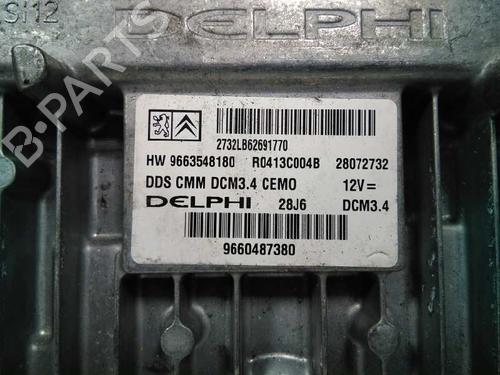 SI12
DELPHI
2732LB62691770
HW 9663548180 R0413C004B 28072732
DDS CMM DCM3.4 CEMO 12V=
DELPHI 28J6 DCM3.4
9660487380
B-PARTS